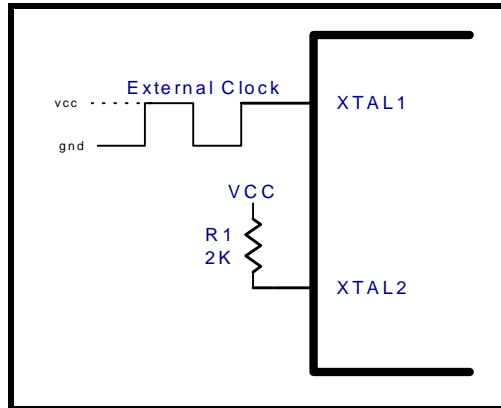 External Clock
vcc
gnd
XTAL1
VCC
R1
2K
XTAL2